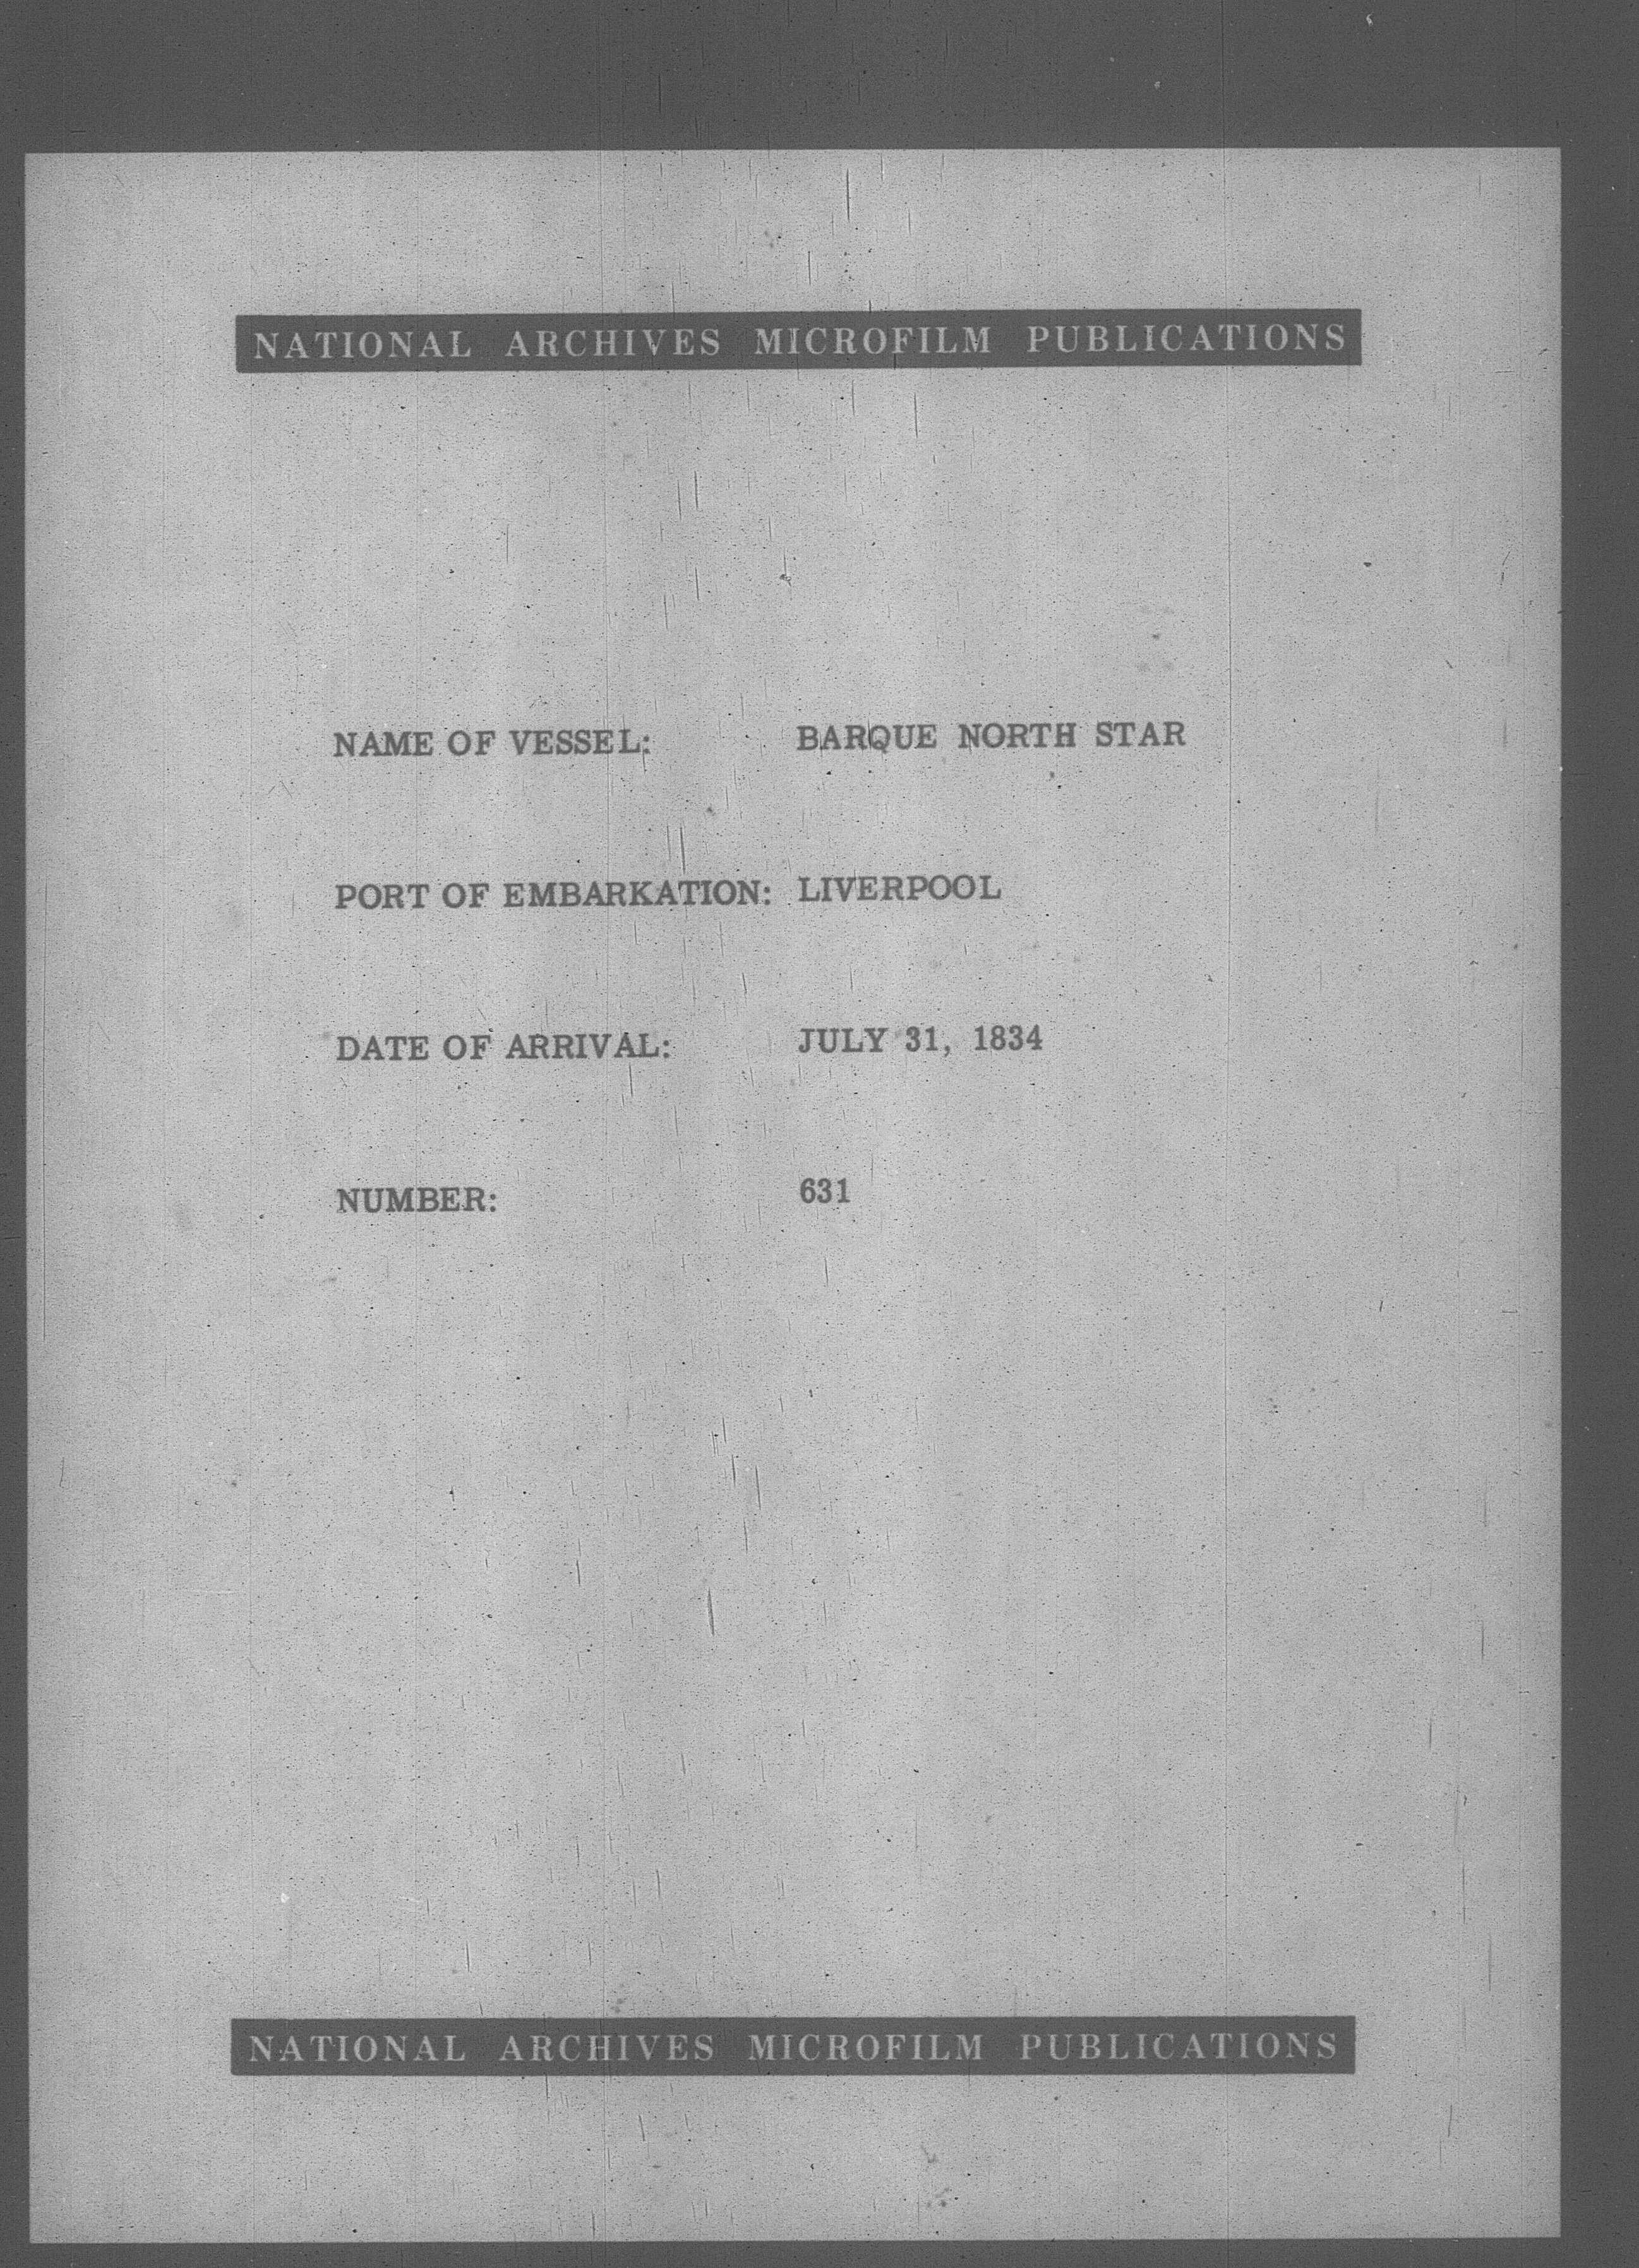 NATIONAL ARCHIVES MICROFILM PUBLICATIONS
NAME OF VESSEL: BARQUE NORTH STAR
PORT OF EMBARKATION: LIVERPOOL
DATE OF ARRIVAL: JULY 31, 1834
NUMBER: 631
NATIONAL ARCHIVES MICROFILM PUBLICATIONS